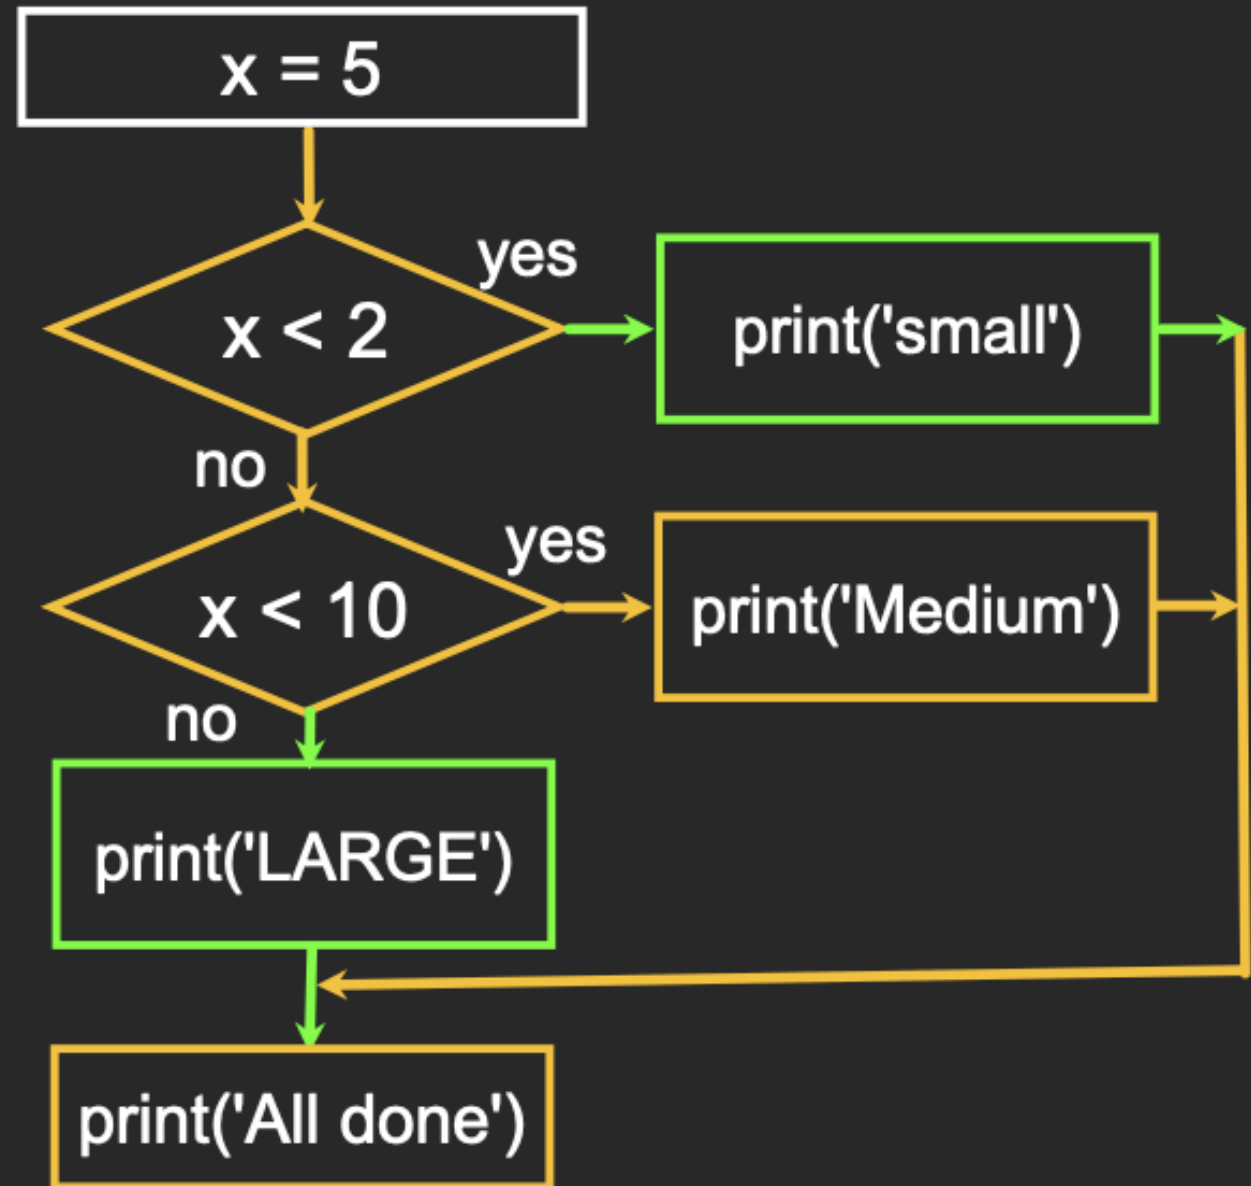 x = 5
yes
x < 2
print('small')
no
yes
x < 10
print('Medium')
no
print('LARGE')
print('All done')